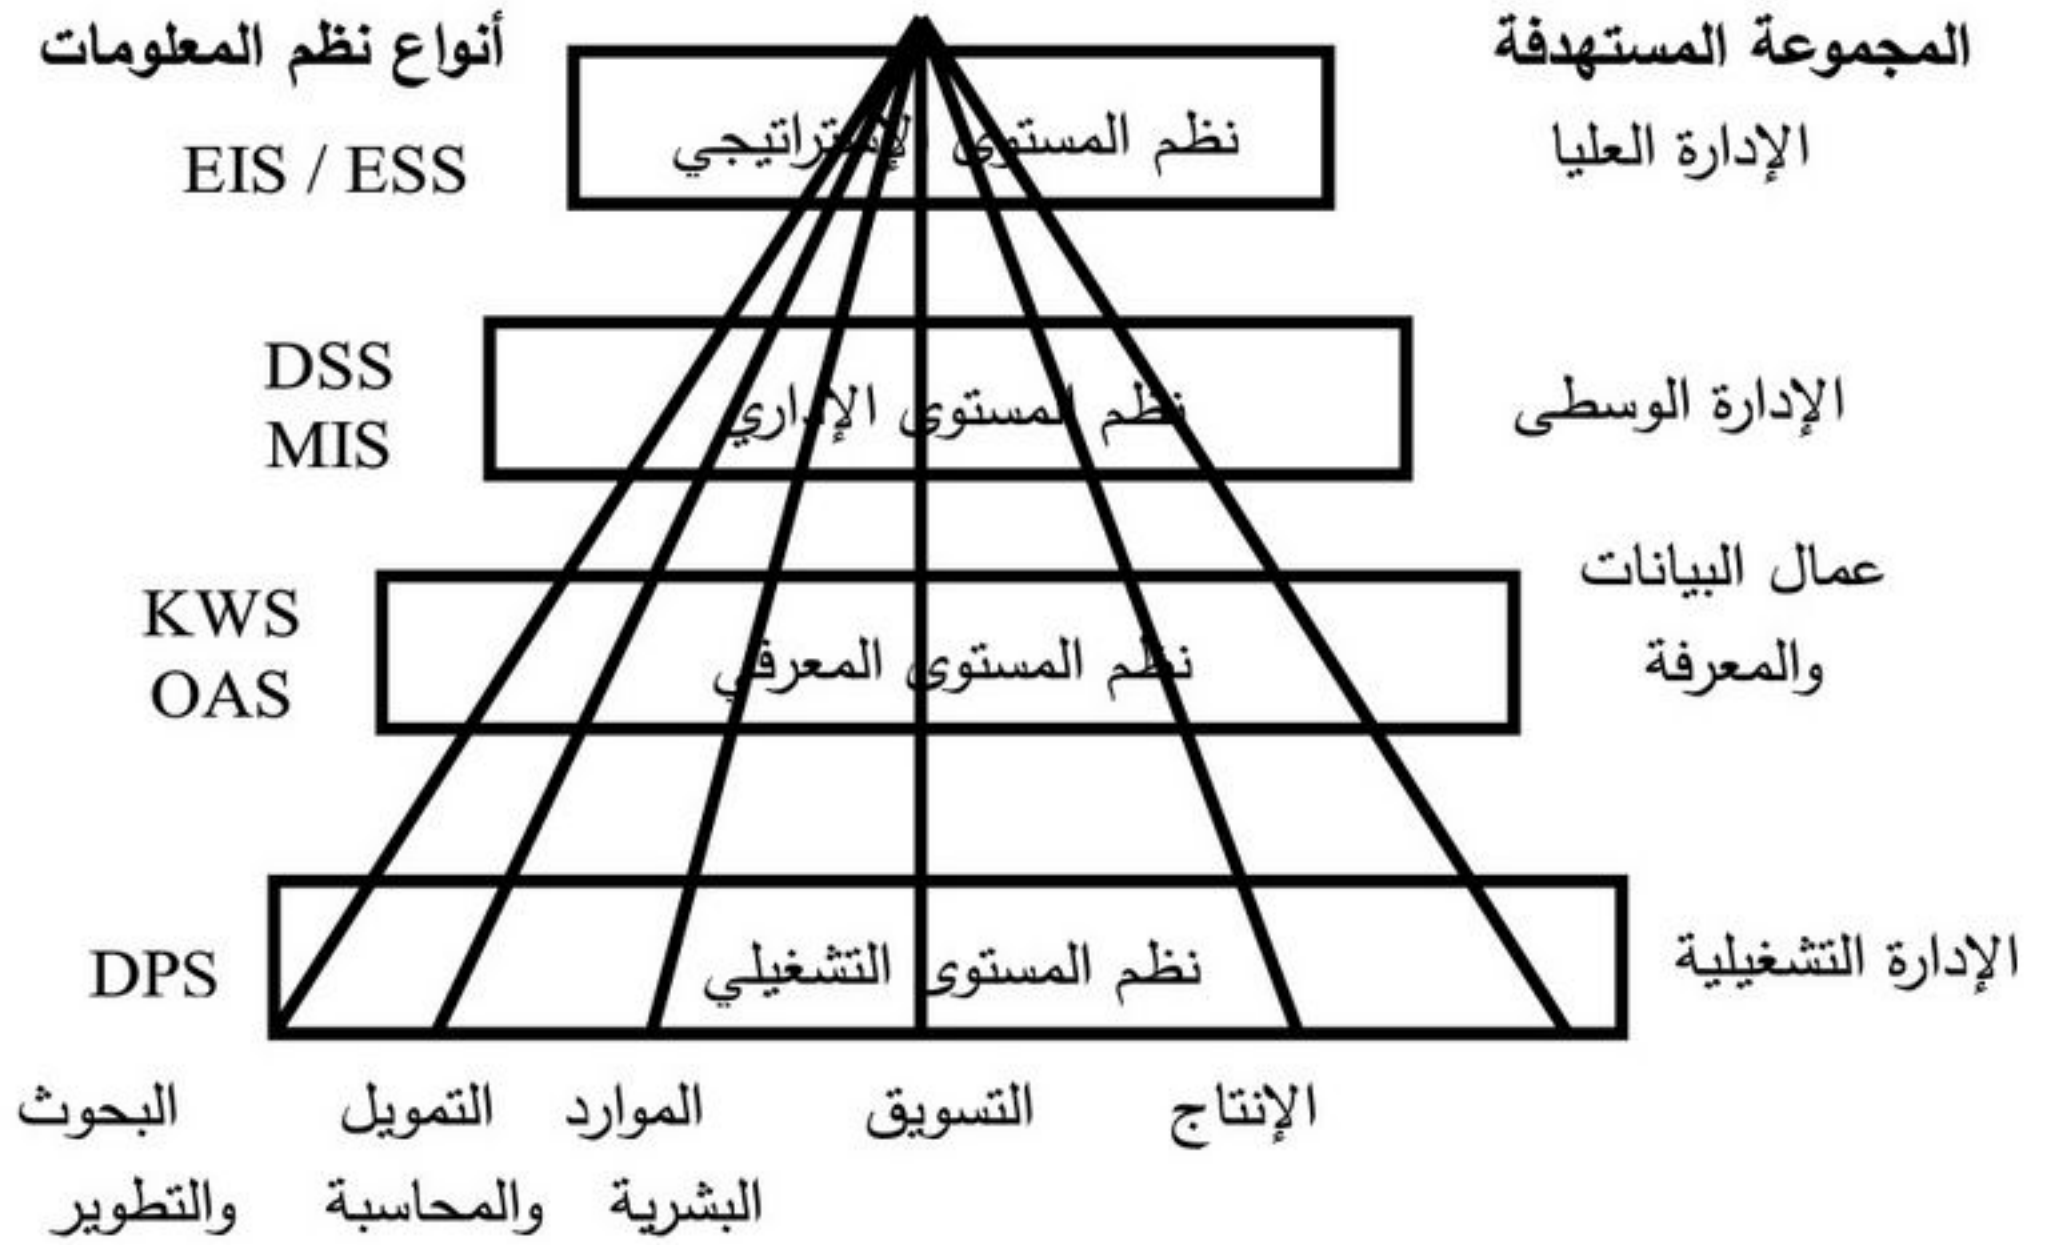 المجموعة المستهدفة
أنواع نظم المعلومات
الإدارة العليا
نظم المستوى الإستراتيجي
EIS / ESS
الإدارة الوسطى
نظم المستوى الإداري
DSS
MIS
عمال البيانات
والمعرفة
نظم المستوى المعرفي
KWS
OAS
الإدارة التشغيلية
نظم المستوى التشغيلي
DPS
الإنتاج
التسويق
الموارد
البشرية
التمويل
والمحاسبة
البحوث
والتطوير